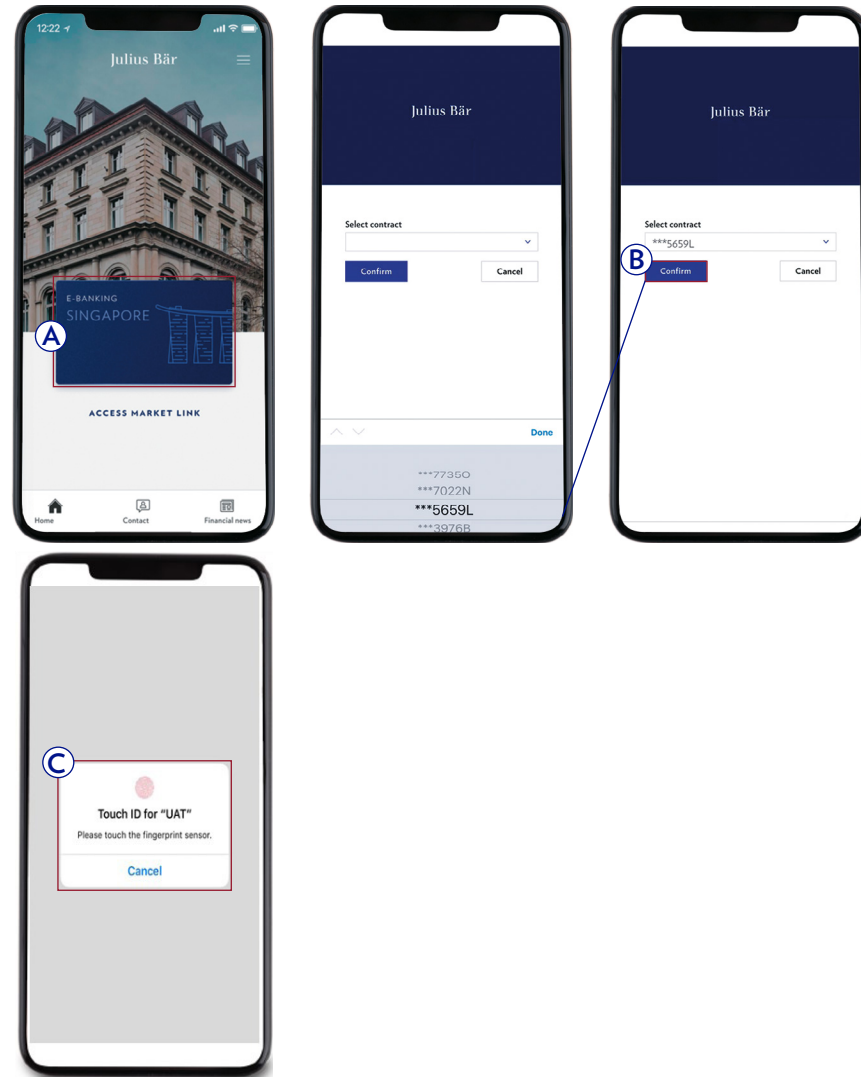 12:22
Julius Bär
E-BANKING
SINGAPORE
A
ACCESS MARKET LINK
Home
Contact
Financial news
Julius Bär
Select contract
Confirm
Cancel
Done
***7735O
***7022N
***5659L
***3976B
Julius Bär
Select contract
***5659L
B
Confirm
Cancel
C
Touch ID for “UAT”
Please touch the fingerprint sensor.
Cancel